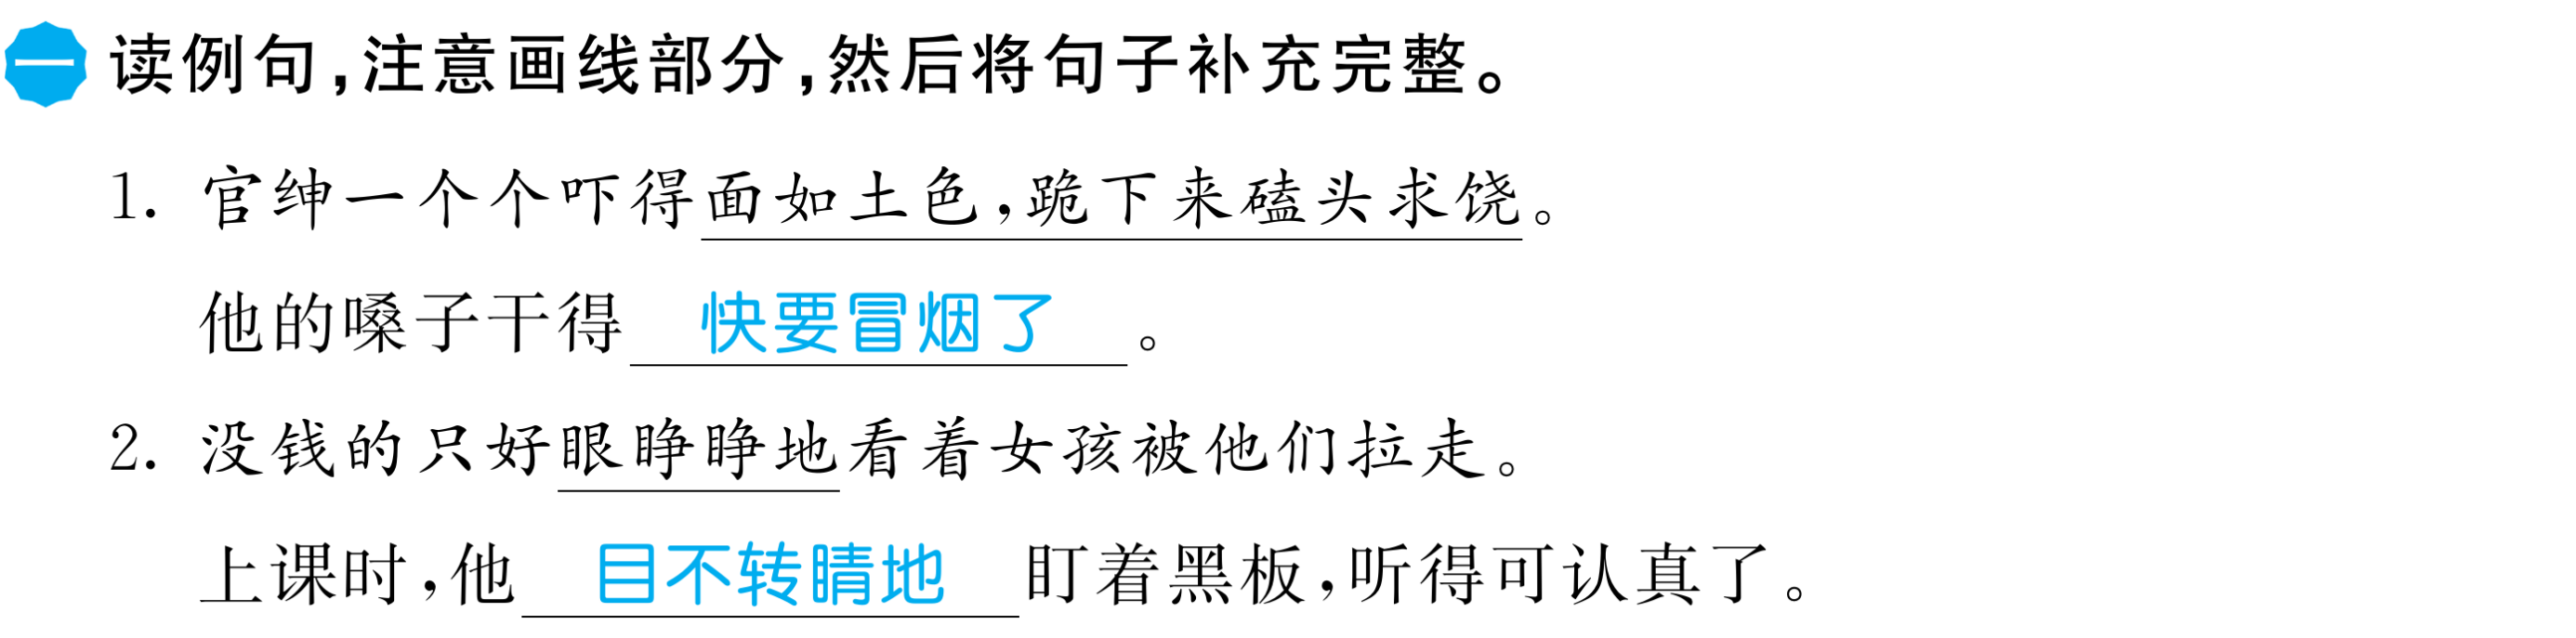 一 读例句,注意画线部分,然后将句子补充完整。
1. 官绅一个个吓得面如土色,跪下来磕头求饶。
他的嗓子干得 快要冒烟了 。
2. 没钱的只好眼睁睁地看着女孩被他们拉走。
上课时,他 目不转睛地 盯着黑板,听得可认真了。